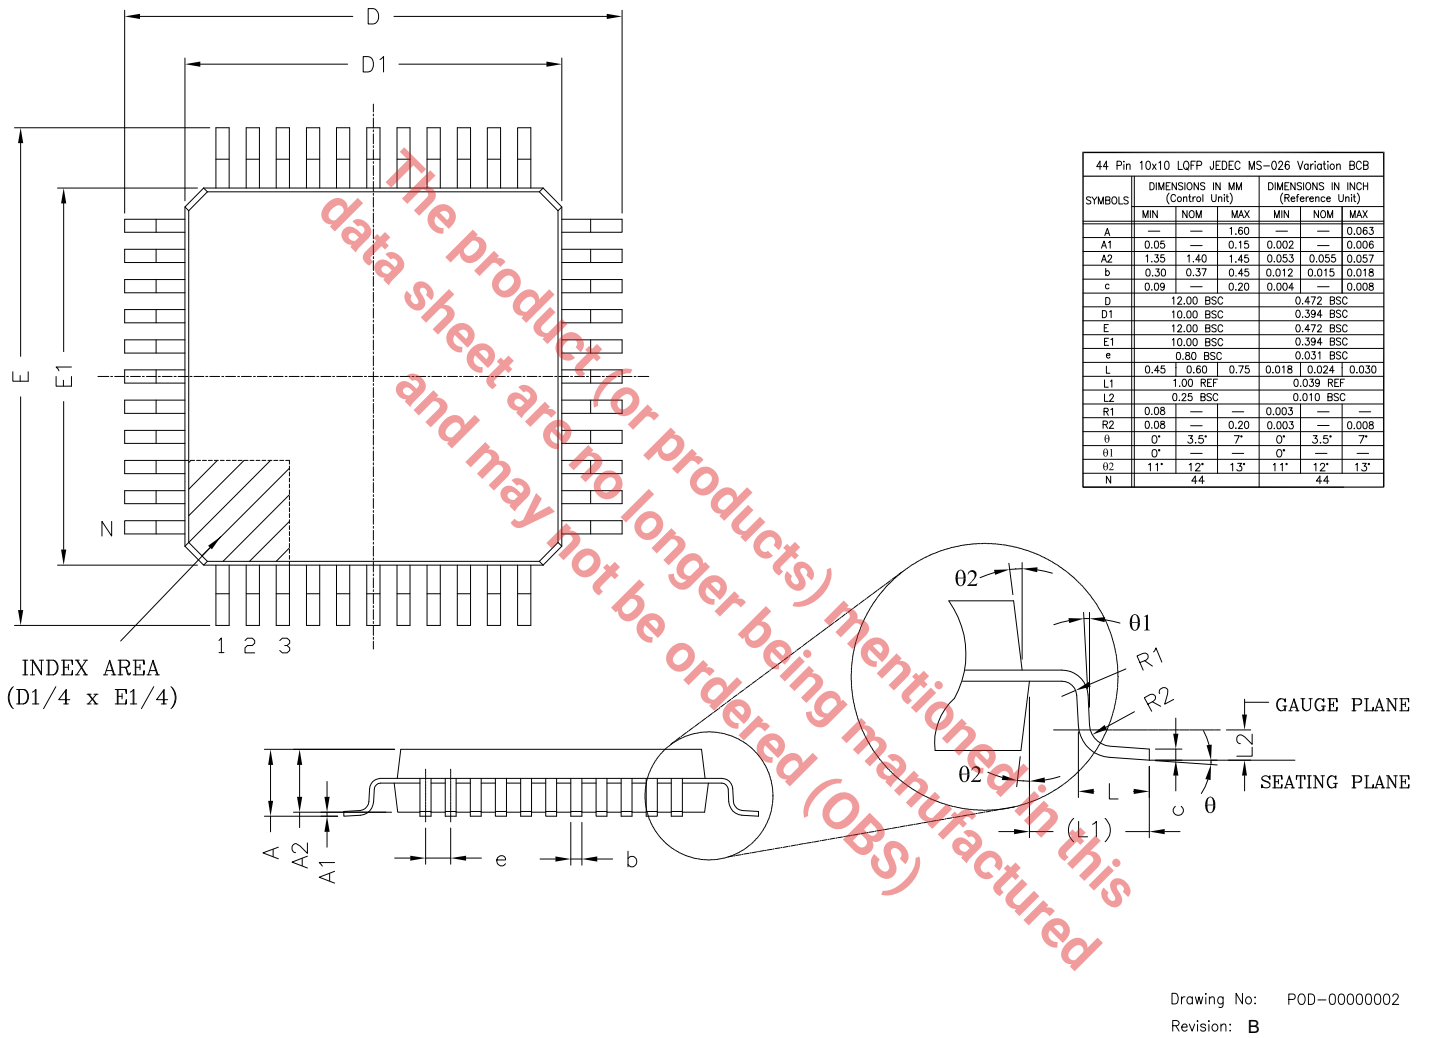 D
D1
E
E1
N
1 2 3
INDEX AREA
(D1/4 x E1/4)
The product (or products) mentioned in this
data sheet are no longer being manufactured
and may not be ordered (OBS)
44 Pin 10x10 LQFP JEDEC MS-026 Variation BCB
SYMBOLS DIMENSIONS IN MM (Control Unit) DIMENSIONS IN INCH (Reference Unit)
MIN NOM MAX MIN NOM MAX
A — — 1.60 — — 0.063
A1 0.05 — 0.15 0.002 — 0.006
A2 1.35 1.40 1.45 0.053 0.055 0.057
b 0.30 0.37 0.45 0.012 0.015 0.018
c 0.09 — 0.20 0.004 — 0.008
D 12.00 BSC 0.472 BSC
D1 10.00 BSC 0.394 BSC
E 12.00 BSC 0.472 BSC
E1 10.00 BSC 0.394 BSC
e 0.80 BSC 0.031 BSC
L 0.45 0.60 0.75 0.018 0.024 0.030
L1 1.00 REF 0.039 REF
L2 0.25 BSC 0.010 BSC
R1 0.08 — — 0.003 — —
R2 0.08 — 0.20 0.003 — 0.008
θ 0° 3.5° 7° 0° 3.5° 7°
θ1 0° — — 0° — —
θ2 11° 12° 13° 11° 12° 13°
N 44 44
θ2
θ1
R1
R2
GAUGE PLANE
L2
SEATING PLANE
θ2
L
c
θ
(L1)
A
A2
A1
e
b
Drawing No: POD-00000002
Revision: B